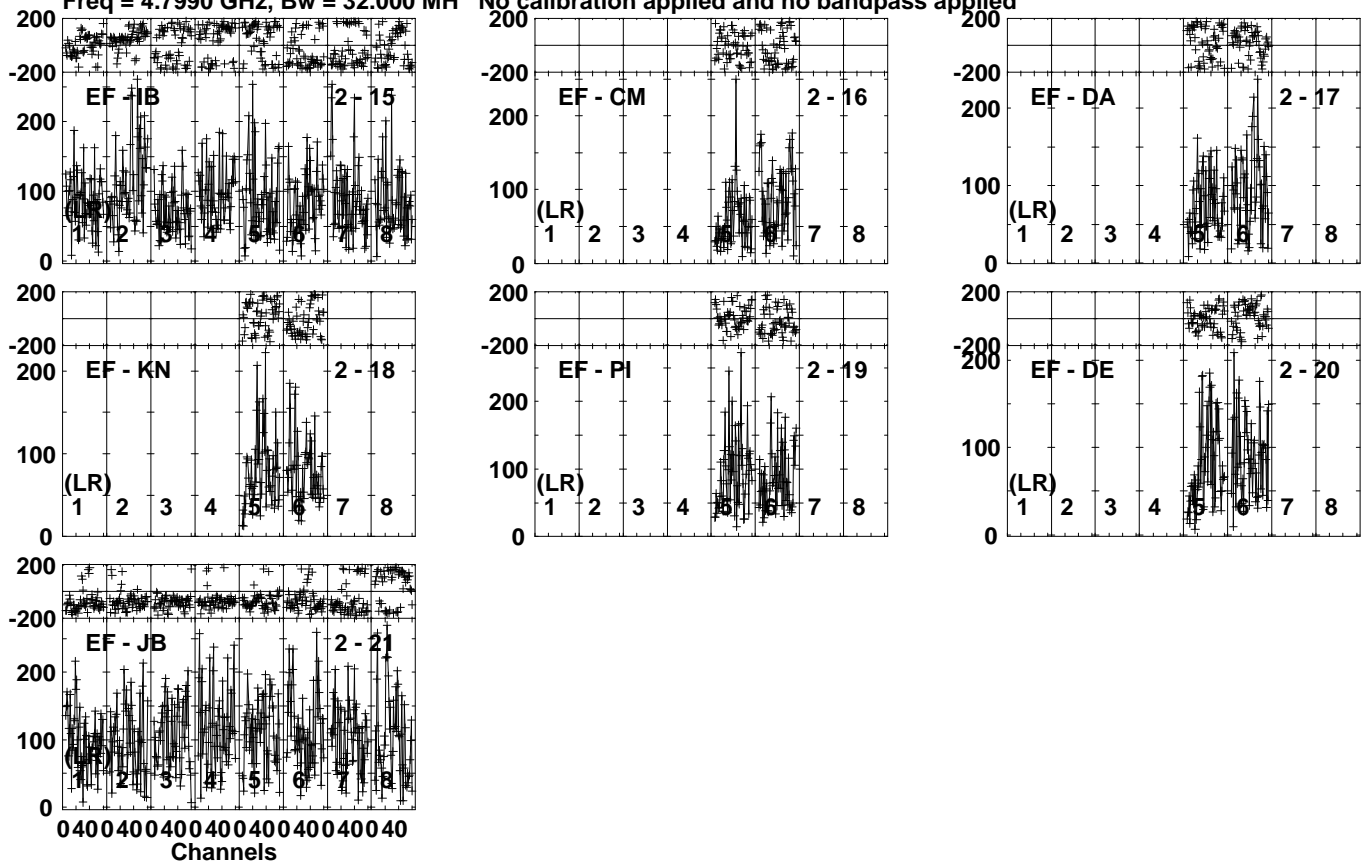 Freq = 4.7990 GHz, Bw = 32.000 MH No calibration applied and no bandpass applied
200
-200
EF - IB 2 - 15
200
100
0
(LR)
1 2 3 4 5 6 7 8
200
-200
EF - CM 2 - 16
200
100
0
(LR)
1 2 3 4 5 6 7 8
200
-200
EF - DA 2 - 17
200
100
0
(LR)
1 2 3 4 5 6 7 8
200
-200
EF - KN 2 - 18
200
100
0
(LR)
1 2 3 4 5 6 7 8
200
-200
EF - PI 2 - 19
200
100
0
(LR)
1 2 3 4 5 6 7 8
200
-200
EF - DE 2 - 20
200
100
0
(LR)
1 2 3 4 5 6 7 8
200
-200
EF - JB 2 - 21
200
100
0
(LR)
1 2 3 4 5 6 7 8
0 40 0 40 0 40 0 40 0 40 0 40 0 40 0 40
Channels